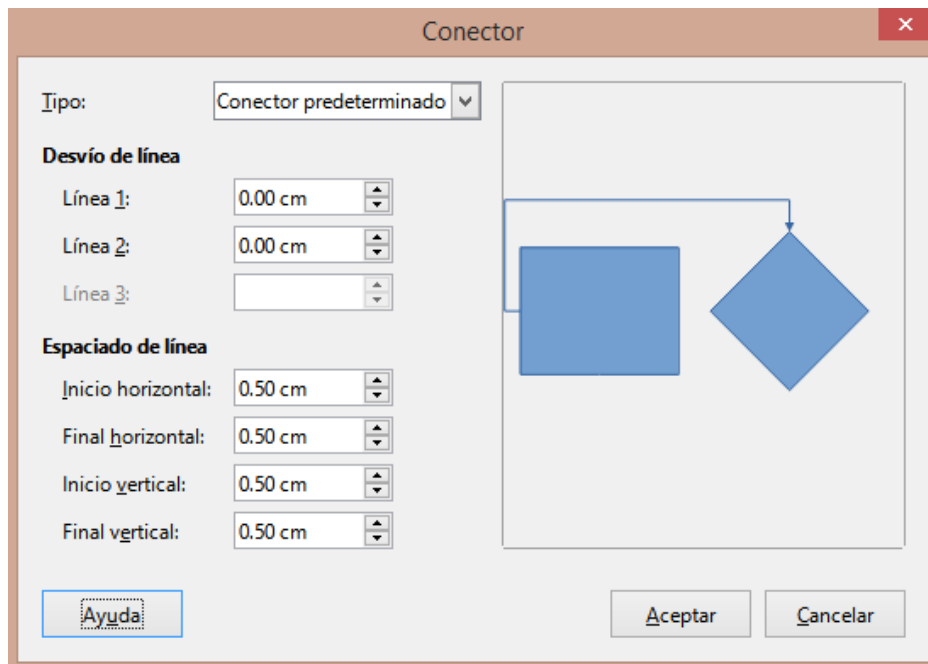 Conector
Tipo: Conector predeterminado
Desvío de línea
Línea 1: 0.00 cm
Línea 2: 0.00 cm
Línea 3:
Espaciado de línea
Inicio horizontal: 0.50 cm
Final horizontal: 0.50 cm
Inicio vertical: 0.50 cm
Final vertical: 0.50 cm
Ayuda Aceptar Cancelar